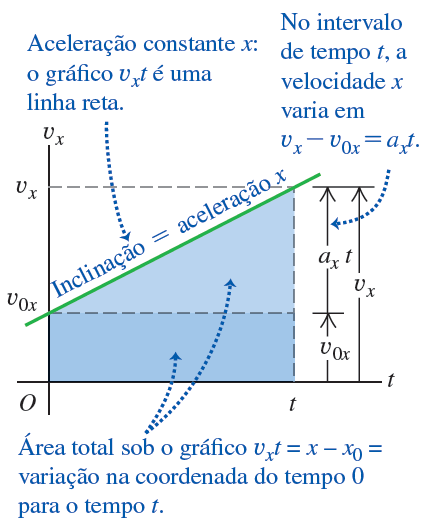 Aceleração constante x:
o gráfico vₓt é uma
linha reta.
No intervalo
de tempo t, a
velocidade x
varia em
vₓ − v₀ₓ = aₓt.
vₓ
vₓ
v₀ₓ
Inclinação = aceleração x
aₓ t
vₓ
v₀ₓ
O
t
t
Área total sob o gráfico vₓt = x − x₀ =
variação na coordenada do tempo 0
para o tempo t.